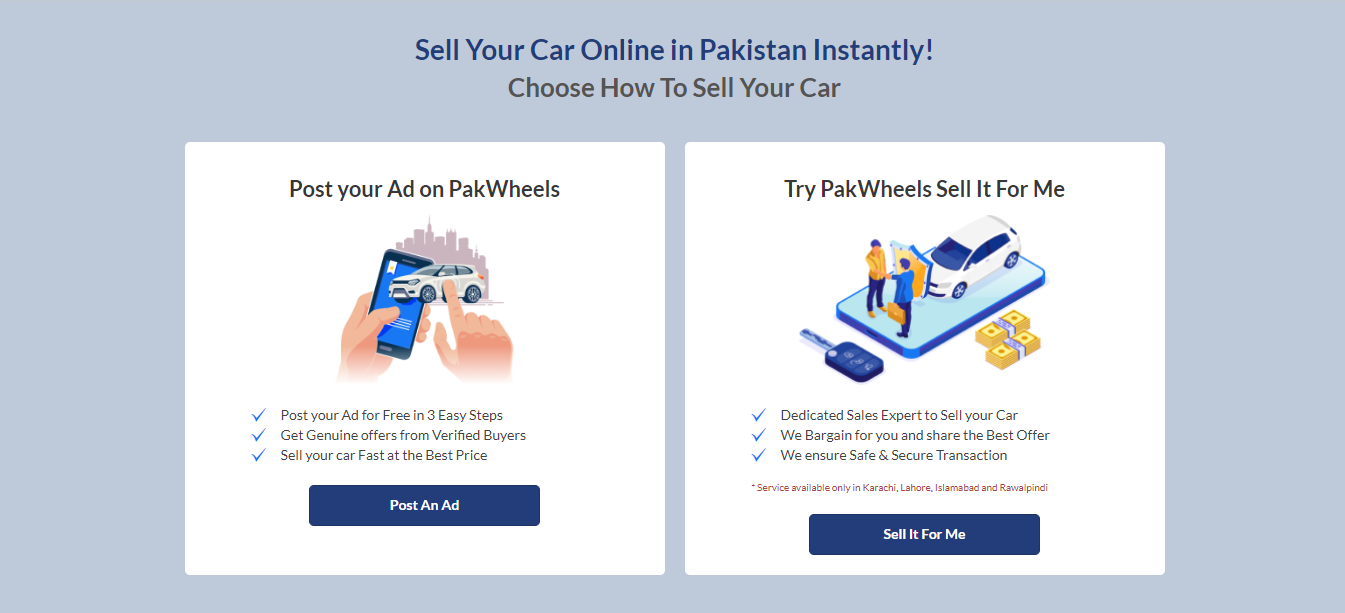 Sell Your Car Online in Pakistan Instantly!
Choose How To Sell Your Car
Post your Ad on PakWheels
Post your Ad for Free in 3 Easy Steps
Get Genuine offers from Verified Buyers
Sell your car Fast at the Best Price
Post An Ad
Try PakWheels Sell It For Me
Dedicated Sales Expert to Sell your Car
We Bargain for you and share the Best Offer
We ensure Safe & Secure Transaction
* Service available only in Karachi, Lahore, Islamabad and Rawalpindi
Sell It For Me